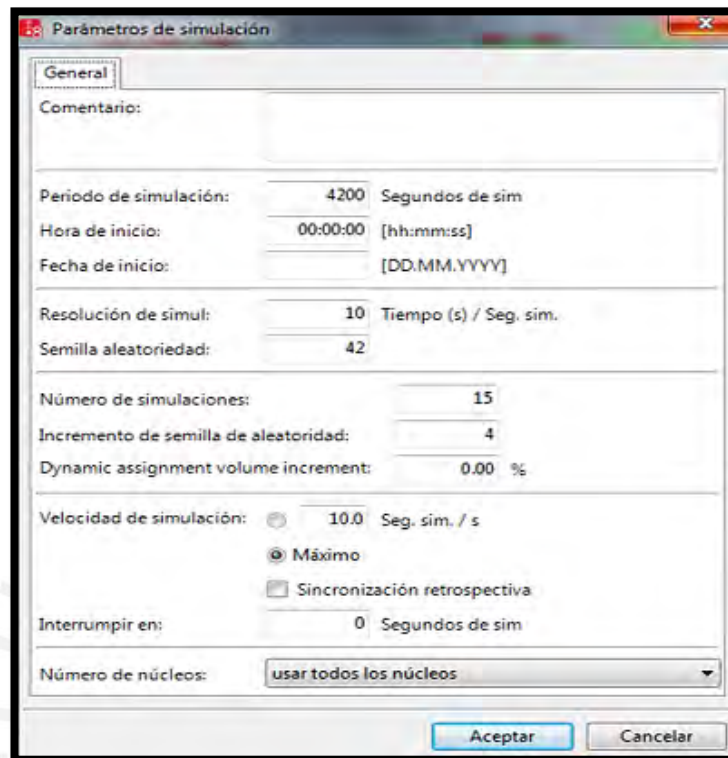 Parámetros de simulación
General
Comentario:
Periodo de simulación: 4200 Segundos de sim
Hora de inicio: 00:00:00 [hh:mm:ss]
Fecha de inicio: [DD.MM.YYYY]
Resolución de simul: 10 Tiempo (s) / Seg. sim.
Semilla aleatoriedad: 42
Número de simulaciones: 15
Incremento de semilla de aleatoridad: 4
Dynamic assignment volume increment: 0.00 %
Velocidad de simulación: 10.0 Seg. sim. / s
Máximo
Sincronización retrospectiva
Interrumpir en: 0 Segundos de sim
Número de núcleos: usar todos los núcleos
Aceptar Cancelar